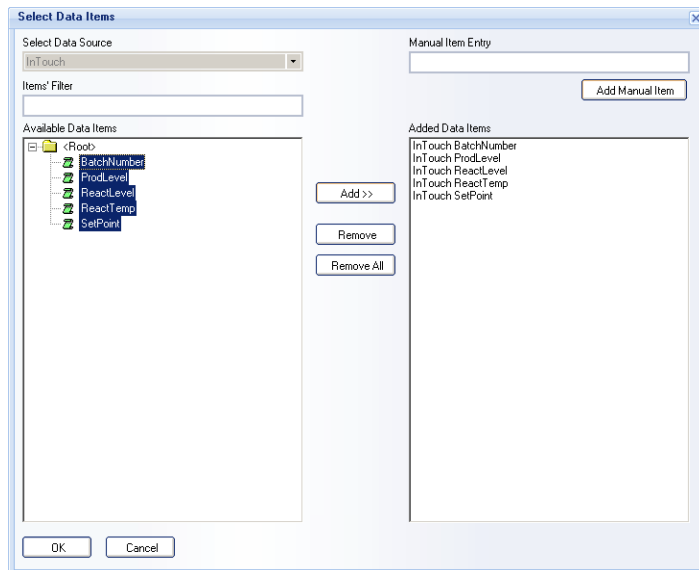 Select Data Items
Select Data Source
InTouch
Items' Filter
Available Data Items
<Root>
BatchNumber
ProdLevel
ReactLevel
ReactTemp
SetPoint
Add >>
Remove
Remove All
Manual Item Entry
Add Manual Item
Added Data Items
InTouch BatchNumber
InTouch ProdLevel
InTouch ReactLevel
InTouch ReactTemp
InTouch SetPoint
OK
Cancel